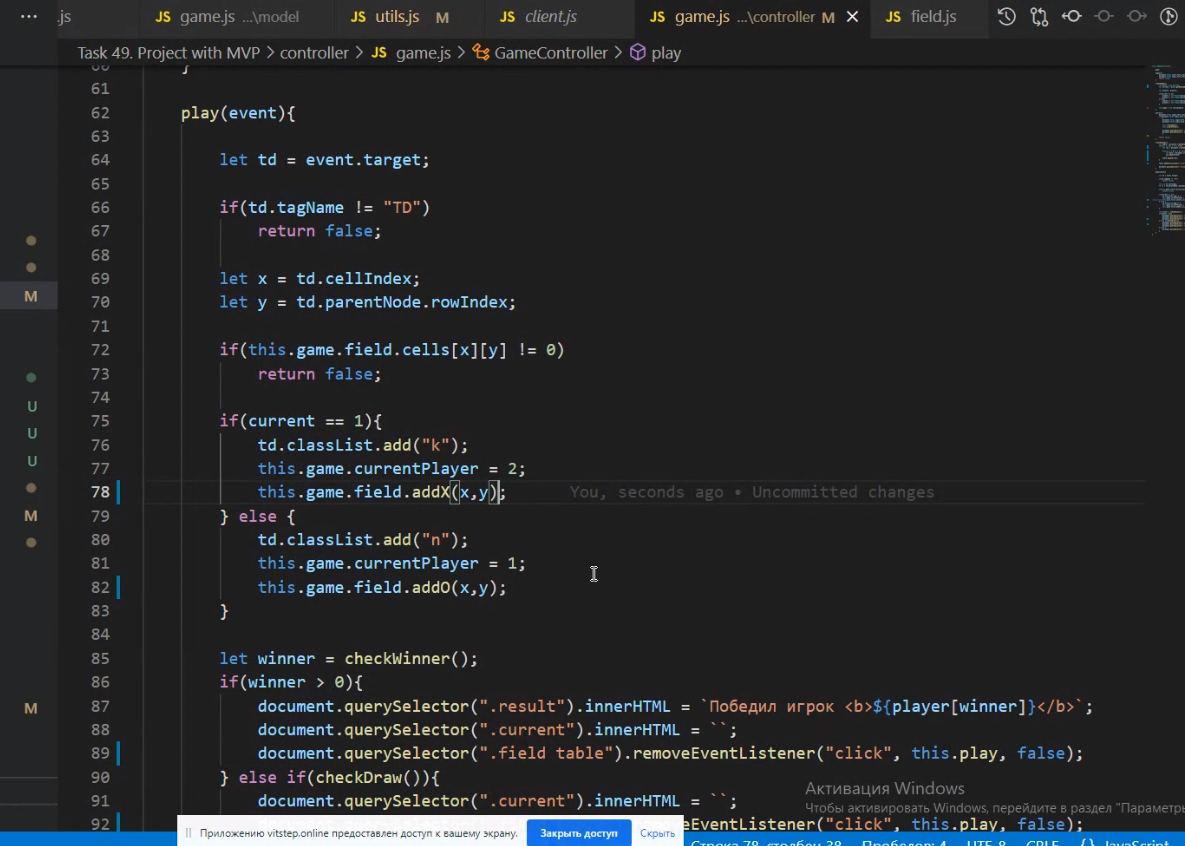 ... .js JS game.js ...\model JS utils.js M JS client.js JS game.js ...\controller M JS field.js
Task 49. Project with MVP > controller > JS game.js > GameController > play
60 }
61
62 play(event){
63
64 let td = event.target;
65
66 if(td.tagName != "TD")
67 return false;
68
69 let x = td.cellIndex;
70 let y = td.parentNode.rowIndex;
71
72 if(this.game.field.cells[x][y] != 0)
73 return false;
74
75 if(current == 1){
76 td.classList.add("k");
77 this.game.currentPlayer = 2;
78 this.game.field.addX(x,y); You, seconds ago • Uncommitted changes
79 } else {
80 td.classList.add("n");
81 this.game.currentPlayer = 1;
82 this.game.field.addO(x,y);
83 }
84
85 let winner = checkWinner();
86 if(winner > 0){
87 document.querySelector(".result").innerHTML = `Победил игрок <b>${player[winner]}</b>`;
88 document.querySelector(".current").innerHTML = ``;
89 document.querySelector(".field table").removeEventListener("click", this.play, false);
90 } else if(checkDraw()){
91 document.querySelector(".current").innerHTML = ``;
92 eEventListener("click", this.play, false);
M
U
U
U
M
M
Активация Windows
Чтобы активировать Windows, перейдите в раздел "Параметры
Приложению vitstep.online предоставлен доступ к вашему экрану. Закрыть доступ Скрыть
Строка 78, столбец 38 Пробелов: 4 UTF-8 CRLF {} JavaScript